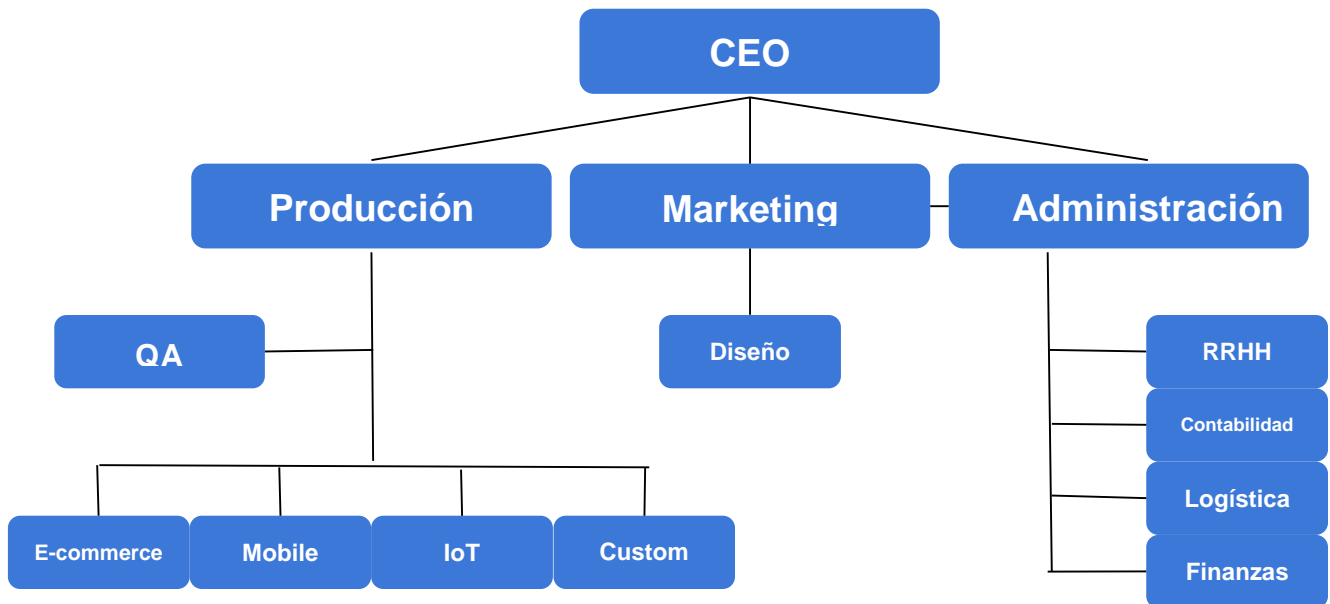 CEO
Producción
Marketing
Administración
QA
Diseño
RRHH
Contabilidad
Logística
Finanzas
E-commerce
Mobile
IoT
Custom